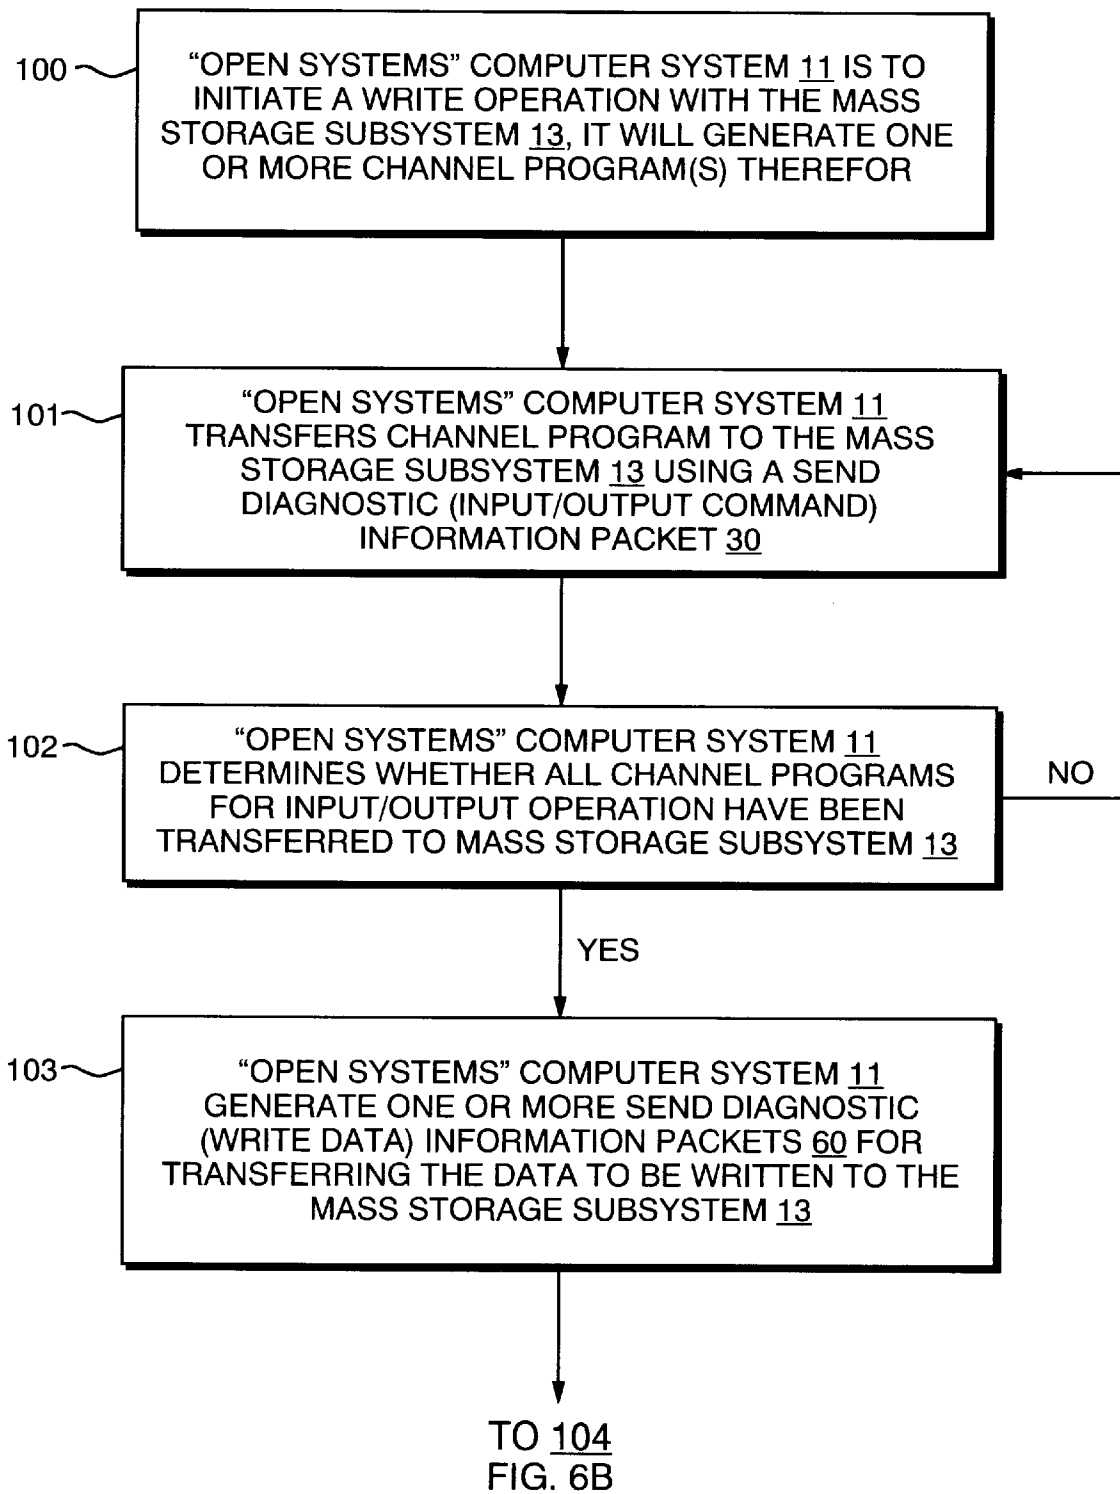 100
“OPEN SYSTEMS” COMPUTER SYSTEM 11 IS TO
INITIATE A WRITE OPERATION WITH THE MASS
STORAGE SUBSYSTEM 13, IT WILL GENERATE ONE
OR MORE CHANNEL PROGRAM(S) THEREFOR
101
“OPEN SYSTEMS” COMPUTER SYSTEM 11
TRANSFERS CHANNEL PROGRAM TO THE MASS
STORAGE SUBSYSTEM 13 USING A SEND
DIAGNOSTIC (INPUT/OUTPUT COMMAND)
INFORMATION PACKET 30
102
“OPEN SYSTEMS” COMPUTER SYSTEM 11
DETERMINES WHETHER ALL CHANNEL PROGRAMS
FOR INPUT/OUTPUT OPERATION HAVE BEEN
TRANSFERRED TO MASS STORAGE SUBSYSTEM 13
NO
YES
103
“OPEN SYSTEMS” COMPUTER SYSTEM 11
GENERATE ONE OR MORE SEND DIAGNOSTIC
(WRITE DATA) INFORMATION PACKETS 60 FOR
TRANSFERRING THE DATA TO BE WRITTEN TO THE
MASS STORAGE SUBSYSTEM 13
TO 104
FIG. 6B